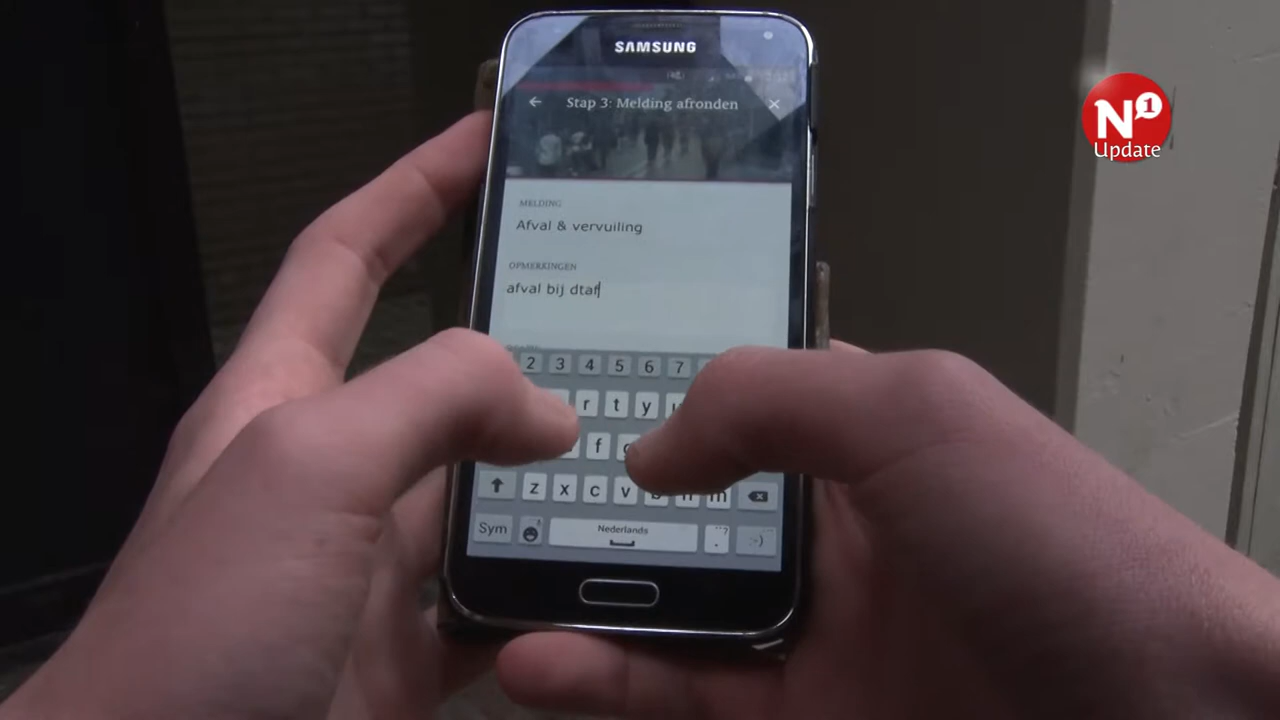 SAMSUNG
Stap 3: Melding afronden
MELDING
Afval & vervuiling
OPMERKINGEN
afval bij dtaf
2 3 4 5 6 7
r t y u
f g
z x c v b n m
Sym
Nederlands
. :-)
N1
Update